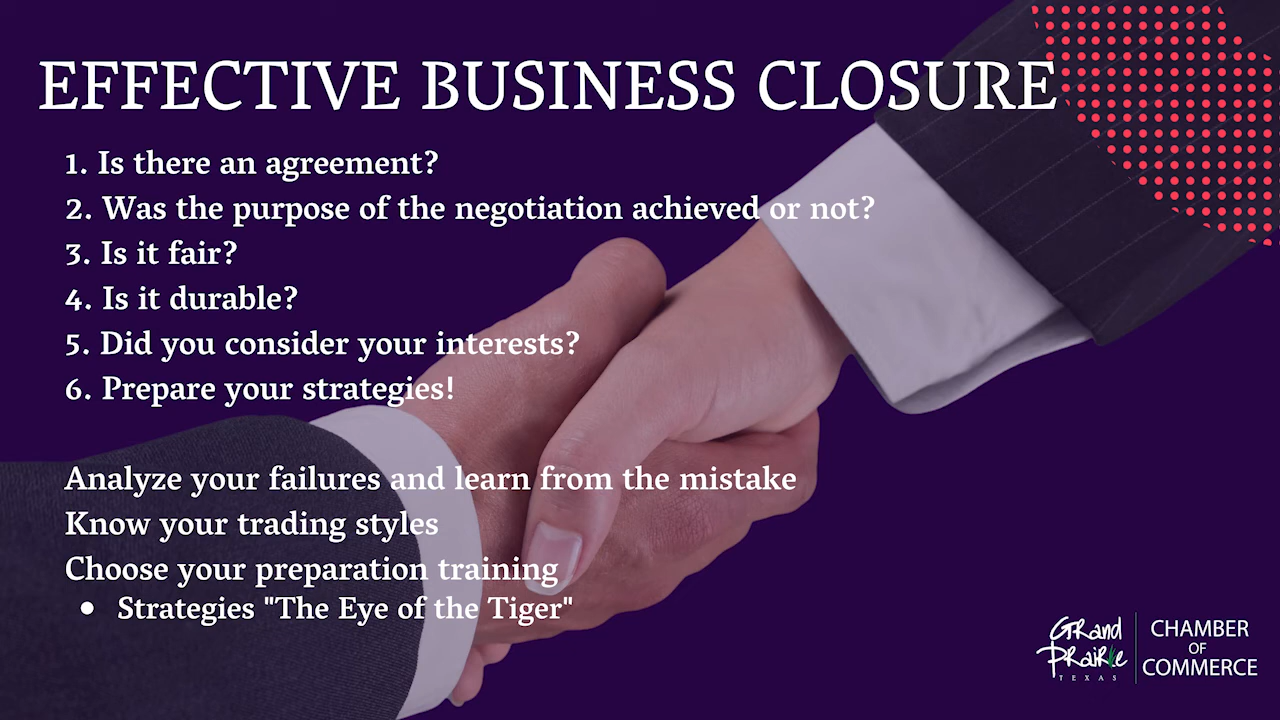 EFFECTIVE BUSINESS CLOSURE
1. Is there an agreement?
2. Was the purpose of the negotiation achieved or not?
3. Is it fair?
4. Is it durable?
5. Did you consider your interests?
6. Prepare your strategies!
Analyze your failures and learn from the mistake
Know your trading styles
Choose your preparation training
• Strategies "The Eye of the Tiger"
Grand
Prairie
TEXAS
CHAMBER
OF
COMMERCE